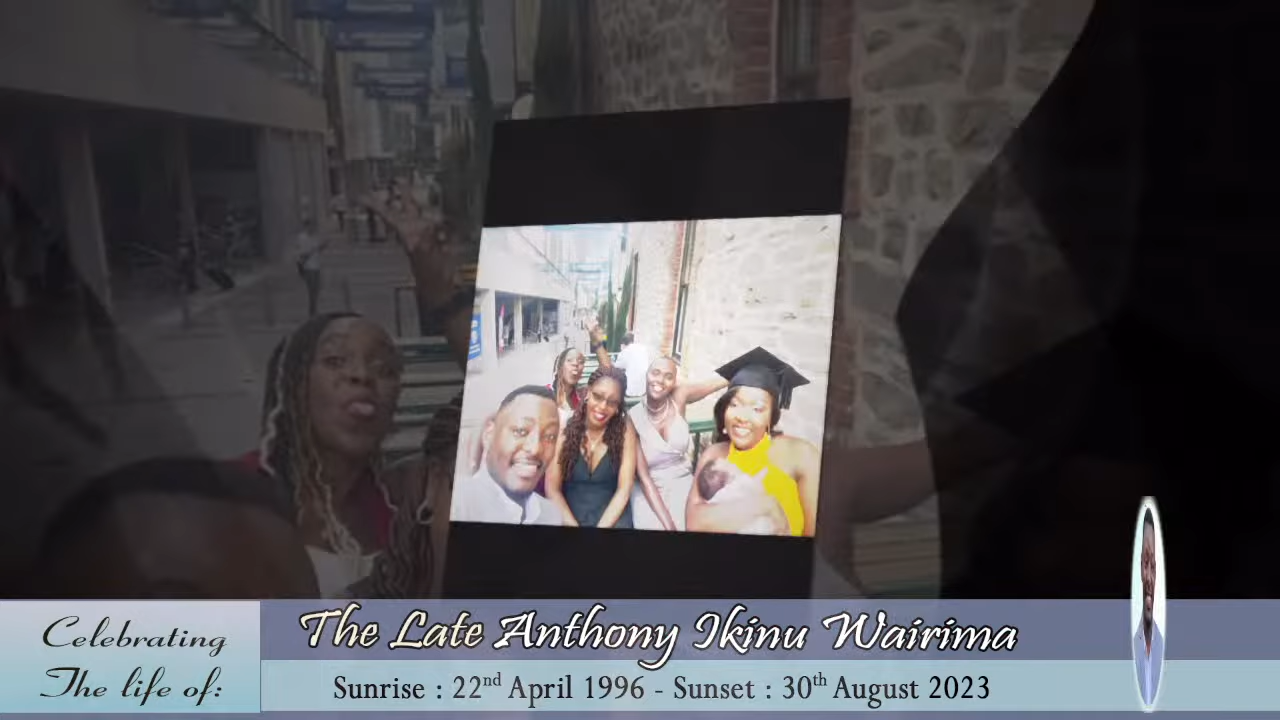 Celebrating
The life of:
The Late Anthony Ikinu Wairima
Sunrise : 22nd April 1996 - Sunset : 30th August 2023